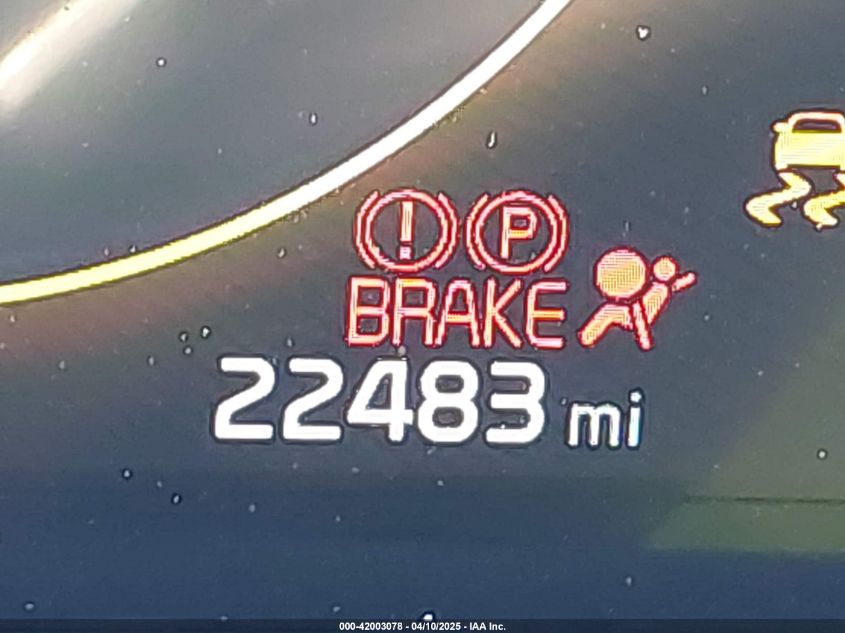 ! P
BRAKE
22483 mi
000-42003078 - 04/10/2025 - IAA Inc.